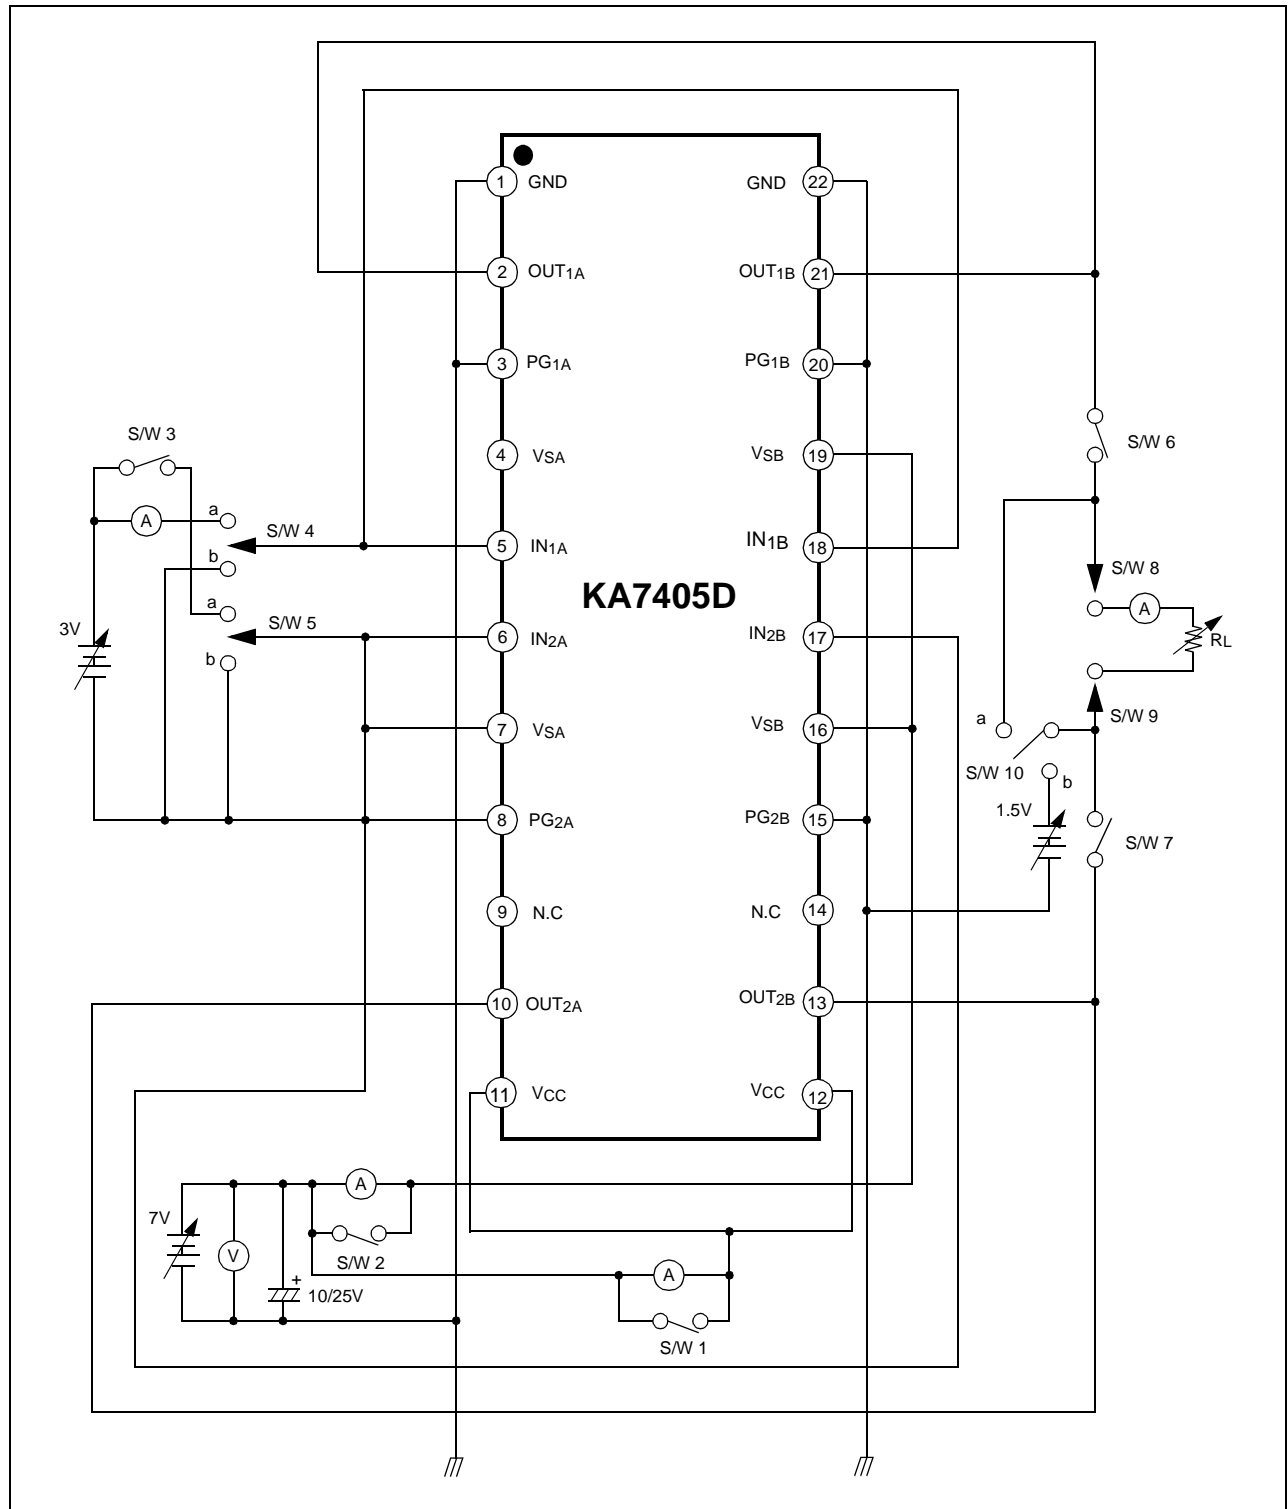 1 GND
GND 22
2 OUT1A
OUT1B 21
3 PG1A
PG1B 20
S/W 3
4 VSA
VSB 19
S/W 6
A
a
S/W 4
b
5 IN1A
IN1B 18
S/W 8
KA7405D
a
A
3V
S/W 5
b
6 IN2A
IN2B 17
RL
7 VSA
VSB 16
a
S/W 9
S/W 10
b
8 PG2A
PG2B 15
1.5V
S/W 7
9 N.C
N.C 14
10 OUT2A
OUT2B 13
11 VCC
VCC 12
A
7V
V
S/W 2
+
10/25V
A
S/W 1